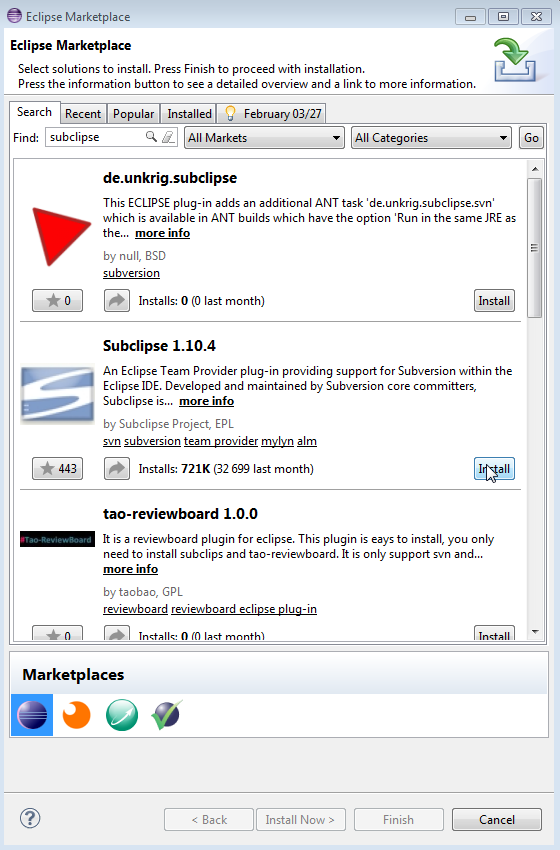 Eclipse Marketplace
Eclipse Marketplace
Select solutions to install. Press Finish to proceed with installation.
Press the information button to see a detailed overview and a link to more information.
Search Recent Popular Installed February 03/27
Find: subclipse All Markets All Categories Go
de.unkrig.subclipse
This ECLIPSE plug-in adds an additional ANT task 'de.unkrig.subclipse.svn'
which is available in ANT builds which have the option 'Run in the same JRE as
the... more info
by null, BSD
subversion
0 Installs: 0 (0 last month) Install
Subclipse 1.10.4
An Eclipse Team Provider plug-in providing support for Subversion within the
Eclipse IDE. Developed and maintained by Subversion core committers,
Subclipse is... more info
by Subclipse Project, EPL
svn subversion team provider mylyn alm
443 Installs: 721K (32 699 last month) Install
tao-reviewboard 1.0.0
#Tao-ReviewBoard
It is a reviewboard plugin for eclipse. This plugin is eays to install, you only
need to install subclips and tao-reviewboard. It is only support svn and...
more info
by taobao, GPL
reviewboard reviewboard eclipse plug-in
0 Installs: 0 (0 last month) Install
Marketplaces
? < Back Install Now > Finish Cancel